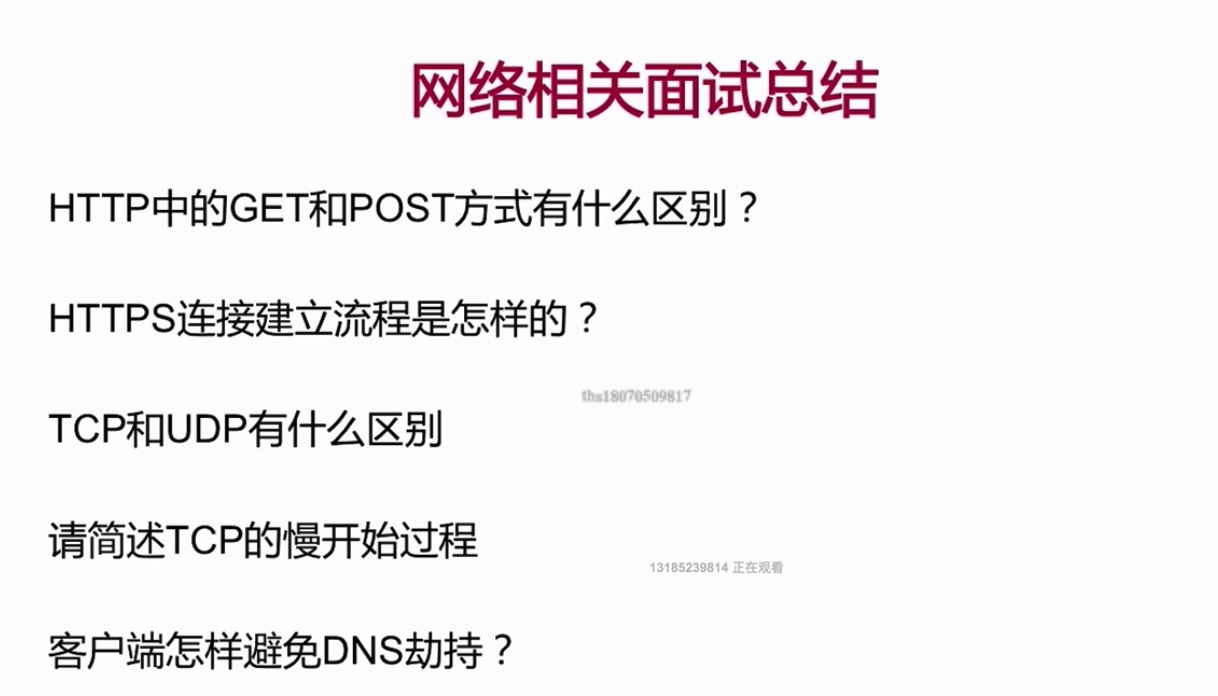 网络相关面试总结
HTTP中的GET和POST方式有什么区别？
HTTPS连接建立流程是怎样的？
ths18070509817
TCP和UDP有什么区别
请简述TCP的慢开始过程
13185239814 正在观看
客户端怎样避免DNS劫持？